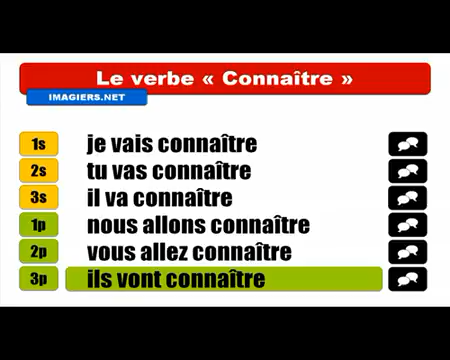 Le verbe « Connaître »
IMAGIERS.NET
1s je vais connaître
2s tu vas connaître
3s il va connaître
1p nous allons connaître
2p vous allez connaître
3p ils vont connaître